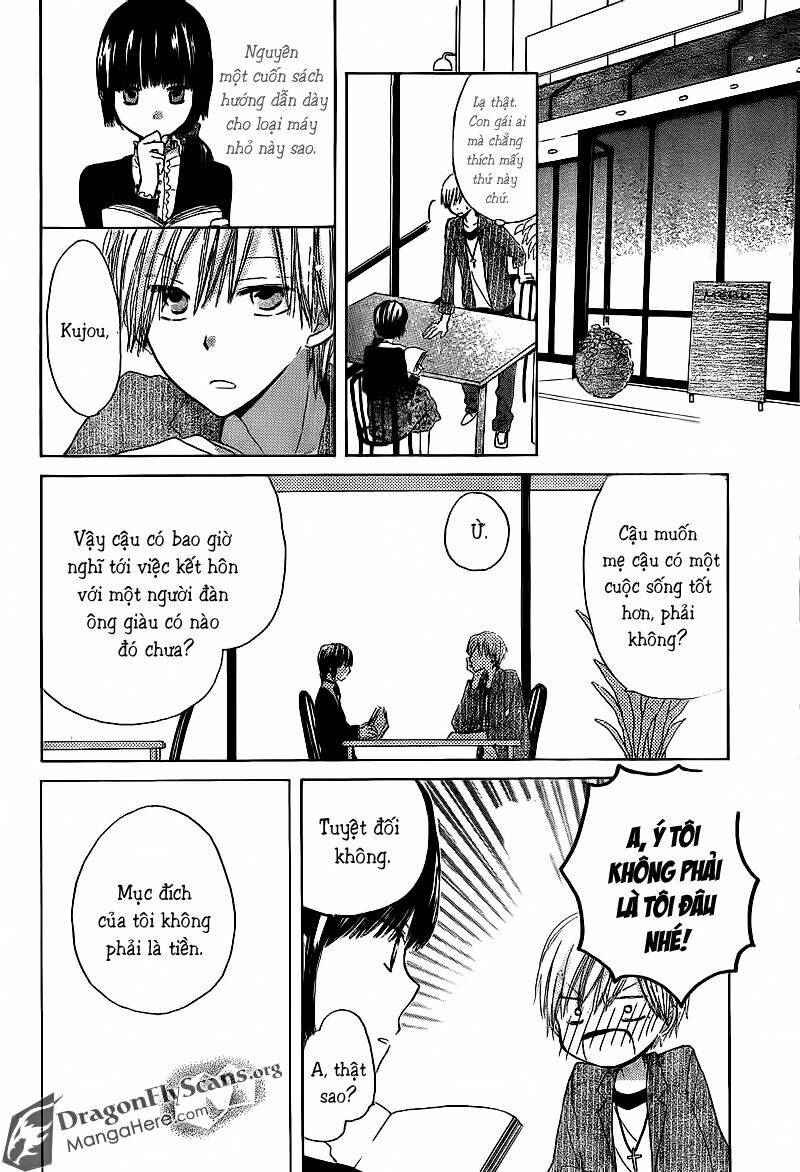 Nguyên
một cuốn sách
hướng dẫn dày
cho loại máy
nhỏ này sao.
Lạ thật.
Con gái ai
mà chẳng
thích mấy
thứ này
chứ.
Kujou,
Cậu muốn
mẹ cậu có một
cuộc sống tốt
hơn, phải
không?
Ừ.
Vậy cậu có bao giờ
nghĩ tới việc kết hôn
với một người đàn
ông giàu có nào
đó chưa?
A, Ý TÔI
KHÔNG PHẢI
LÀ TÔI ĐÂU
NHÉ!
Tuyệt đối
không.
A, thật
sao?
Mục đích
của tôi không
phải là tiền.
DragonFlyScans.org
MangaHere.com